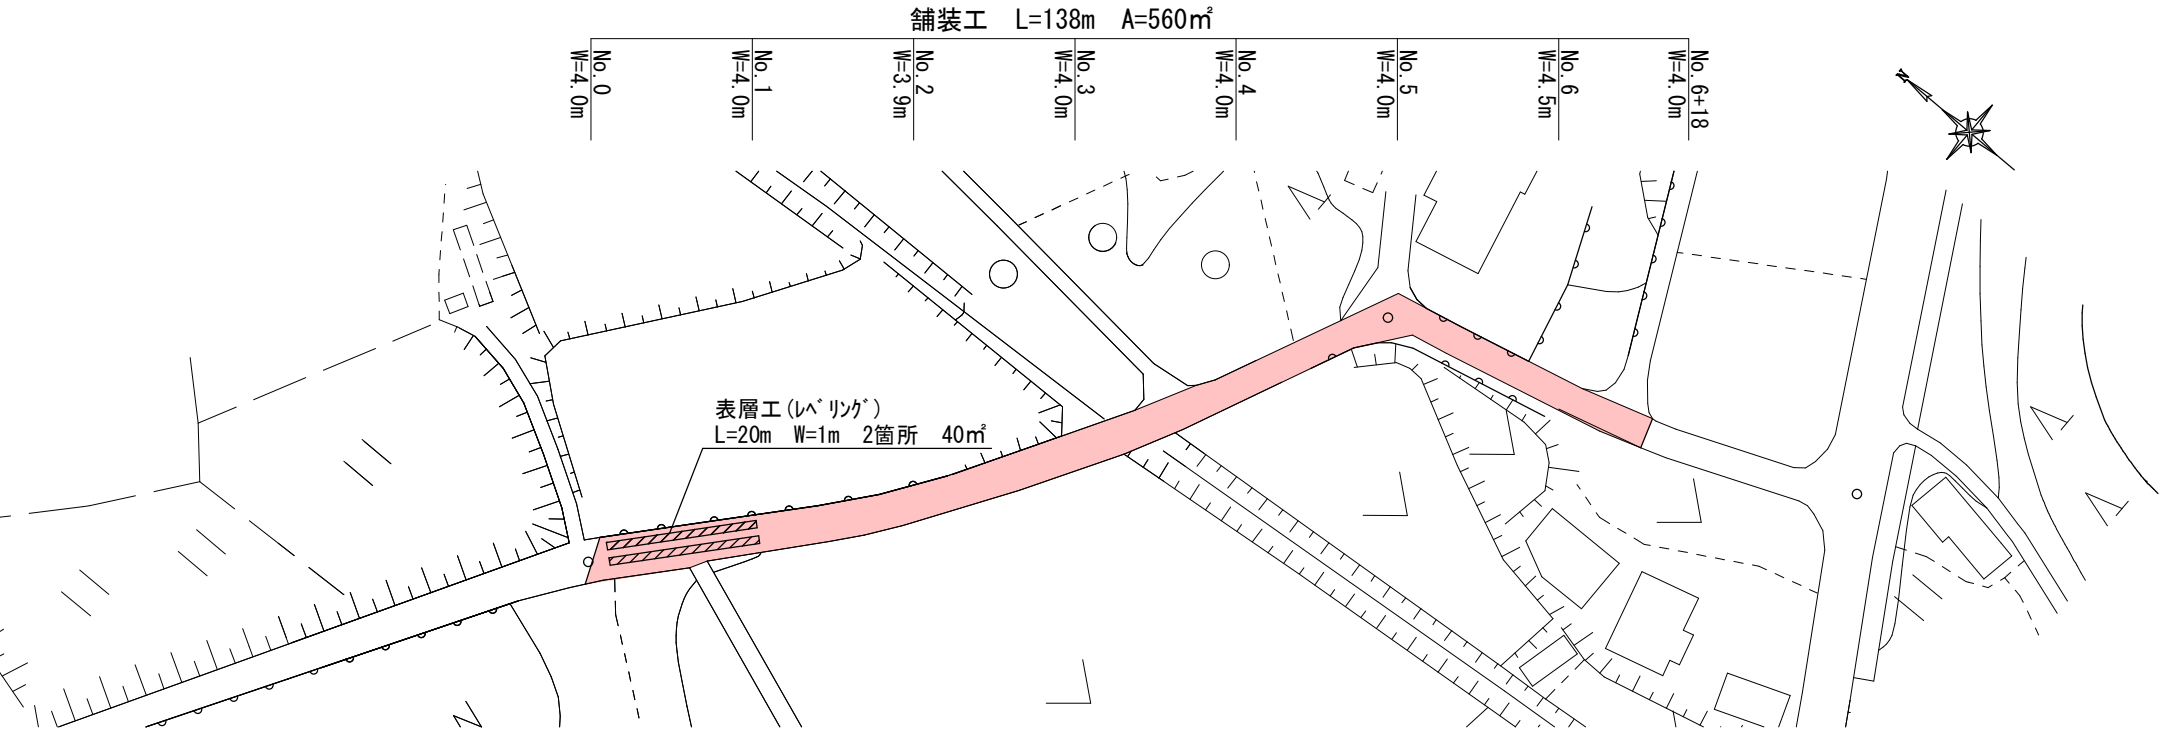 舗装工　L=138m　A=560㎡
No.0
W=4.0m
No.1
W=4.0m
No.2
W=3.9m
No.3
W=4.0m
No.4
W=4.0m
No.5
W=4.0m
No.6
W=4.5m
No.6+18
W=4.0m
N
表層工(ﾚﾍﾞﾘﾝｸﾞ)
L=20m　W=1m　2箇所　40㎡